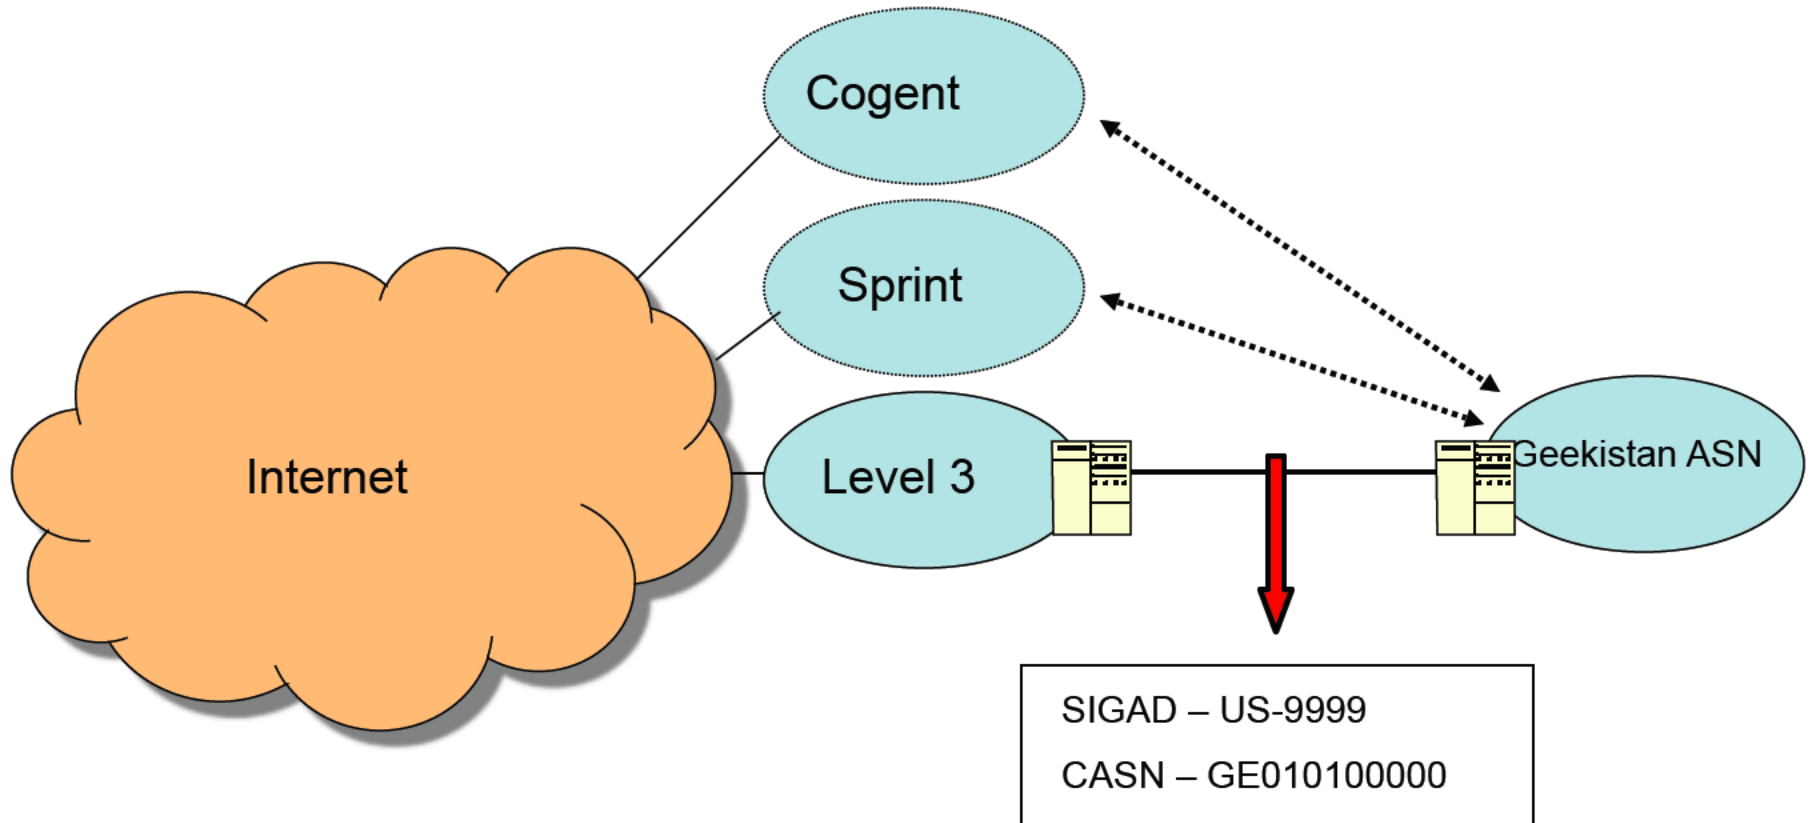 Cogent
Sprint
Internet
Level 3
Geekistan ASN
SIGAD – US-9999
CASN – GE010100000